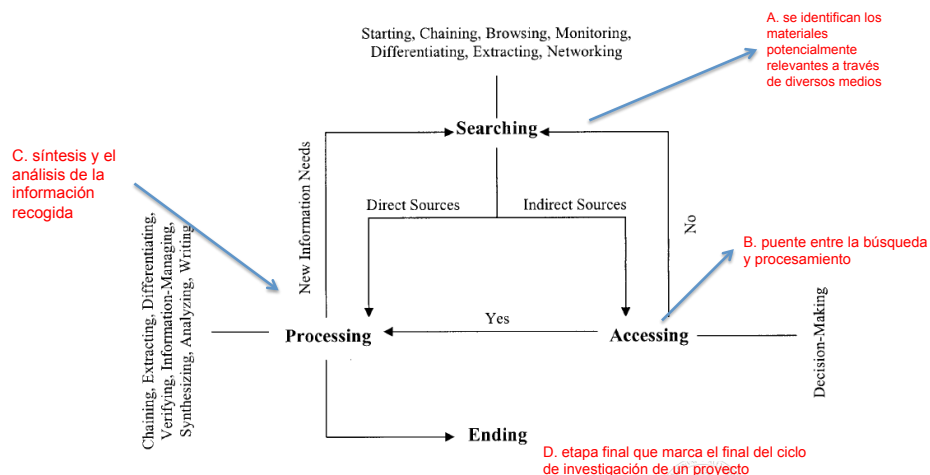 Starting, Chaining, Browsing, Monitoring,
Differentiating, Extracting, Networking
A. se identifican los
materiales
potencialmente
relevantes a través
de diversos medios
Searching
C. síntesis y el
análisis de la
información
recogida
New Information Needs
Direct Sources
Indirect Sources
No
B. puente entre la búsqueda
y procesamiento
Chaining, Extracting, Differentiating,
Verifying, Information-Managing,
Synthesizing, Analyzing, Writing
Processing
Yes
Accessing
Decision-Making
Ending
D. etapa final que marca el final del ciclo
de investigación de un proyecto